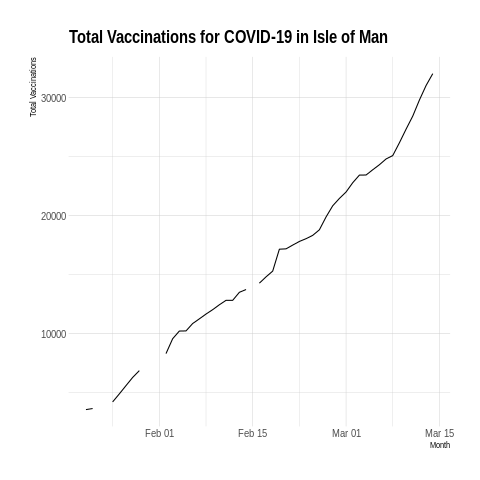 Total Vaccinations for COVID-19 in Isle of Man
Total Vaccinations
30000
20000
10000
Feb 01
Feb 15
Mar 01
Mar 15
Month